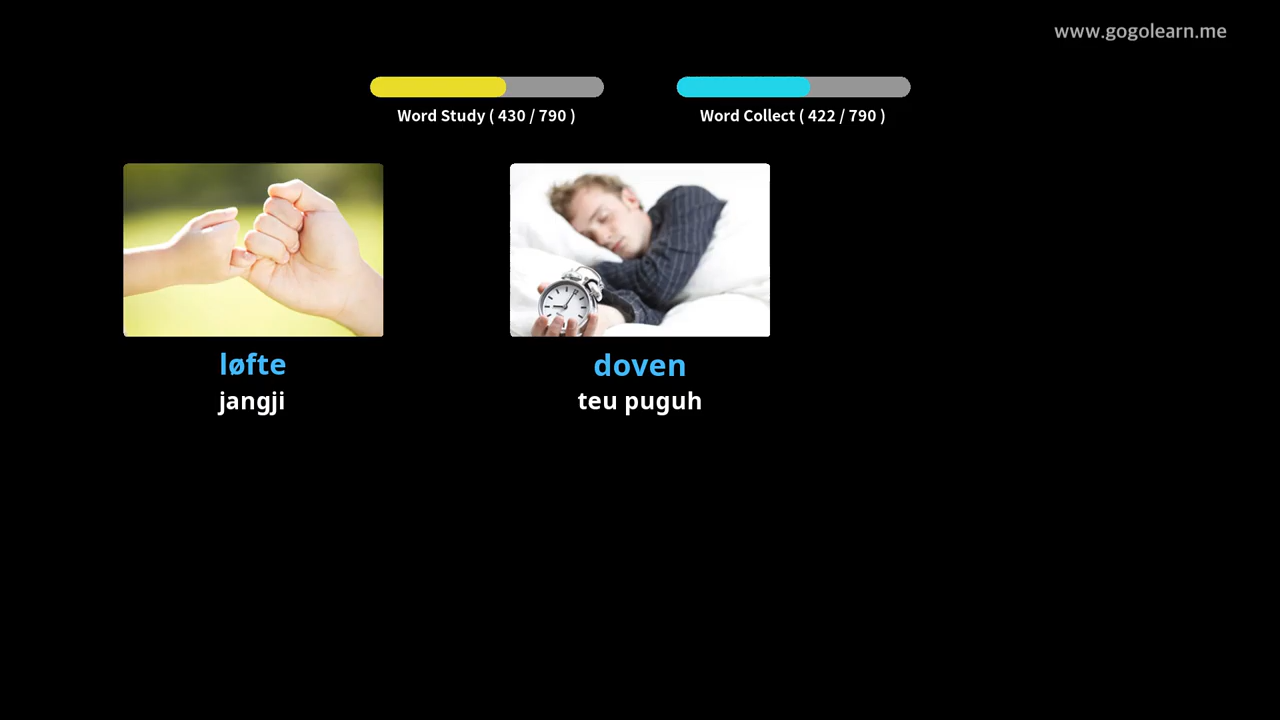 www.gogolearn.me
Word Study ( 430 / 790 )
Word Collect ( 422 / 790 )
løfte
jangji
doven
teu puguh